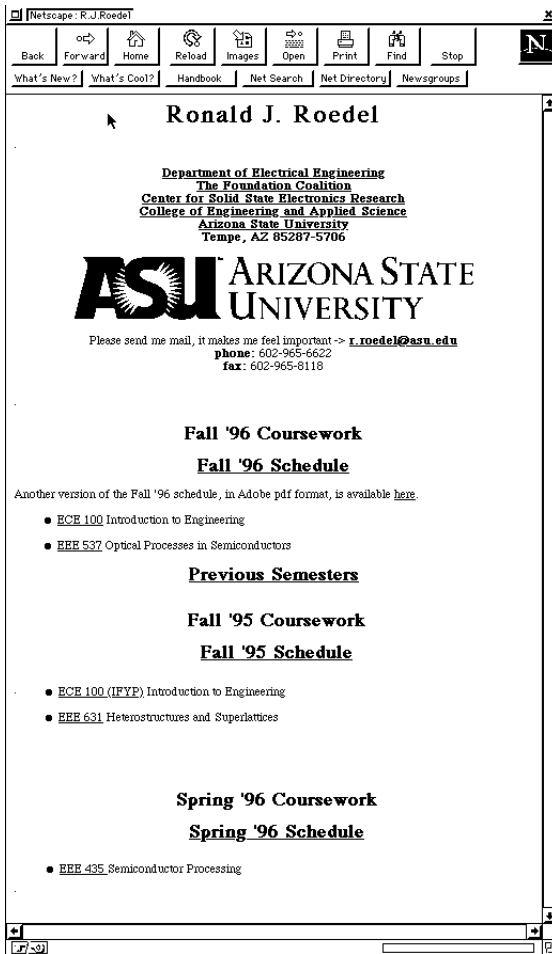 Netscape: R.J.Roedel
Back Forward Home Reload Images Open Print Find Stop
N
What's New? What's Cool? Handbook Net Search Net Directory Newsgroups
Ronald J. Roedel
Department of Electrical Engineering
The Foundation Coalition
Center for Solid State Electronics Research
College of Engineering and Applied Science
Arizona State University
Tempe, AZ 85287-5706
ASU ARIZONA STATE
UNIVERSITY
Please send me mail, it makes me feel important -> r.roedel@asu.edu
phone: 602-965-6622
fax: 602-965-8118
Fall '96 Coursework
Fall '96 Schedule
Another version of the Fall '96 schedule, in Adobe pdf format, is available here.
• ECE 100 Introduction to Engineering
• EEE 537 Optical Processes in Semiconductors
Previous Semesters
Fall '95 Coursework
Fall '95 Schedule
• ECE 100 (IFYP) Introduction to Engineering
• EEE 631 Heterostructures and Superlattices
Spring '96 Coursework
Spring '96 Schedule
• EEE 435 Semiconductor Processing